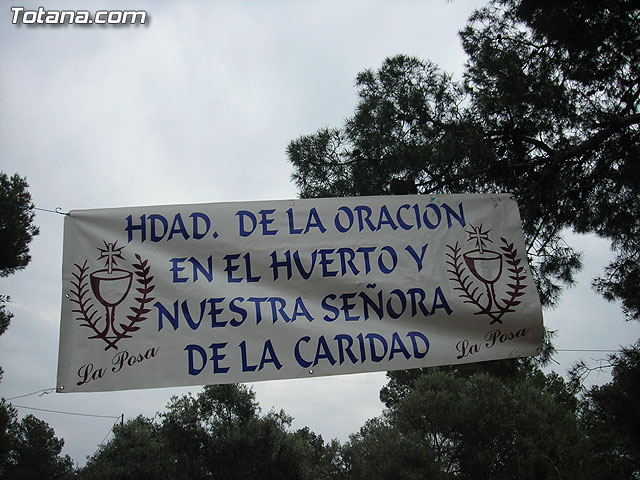 Totana.com
HDAD. DE LA ORACIÓN
EN EL HUERTO Y
NUESTRA SEÑORA
DE LA CARIDAD
La Posa
La Posa